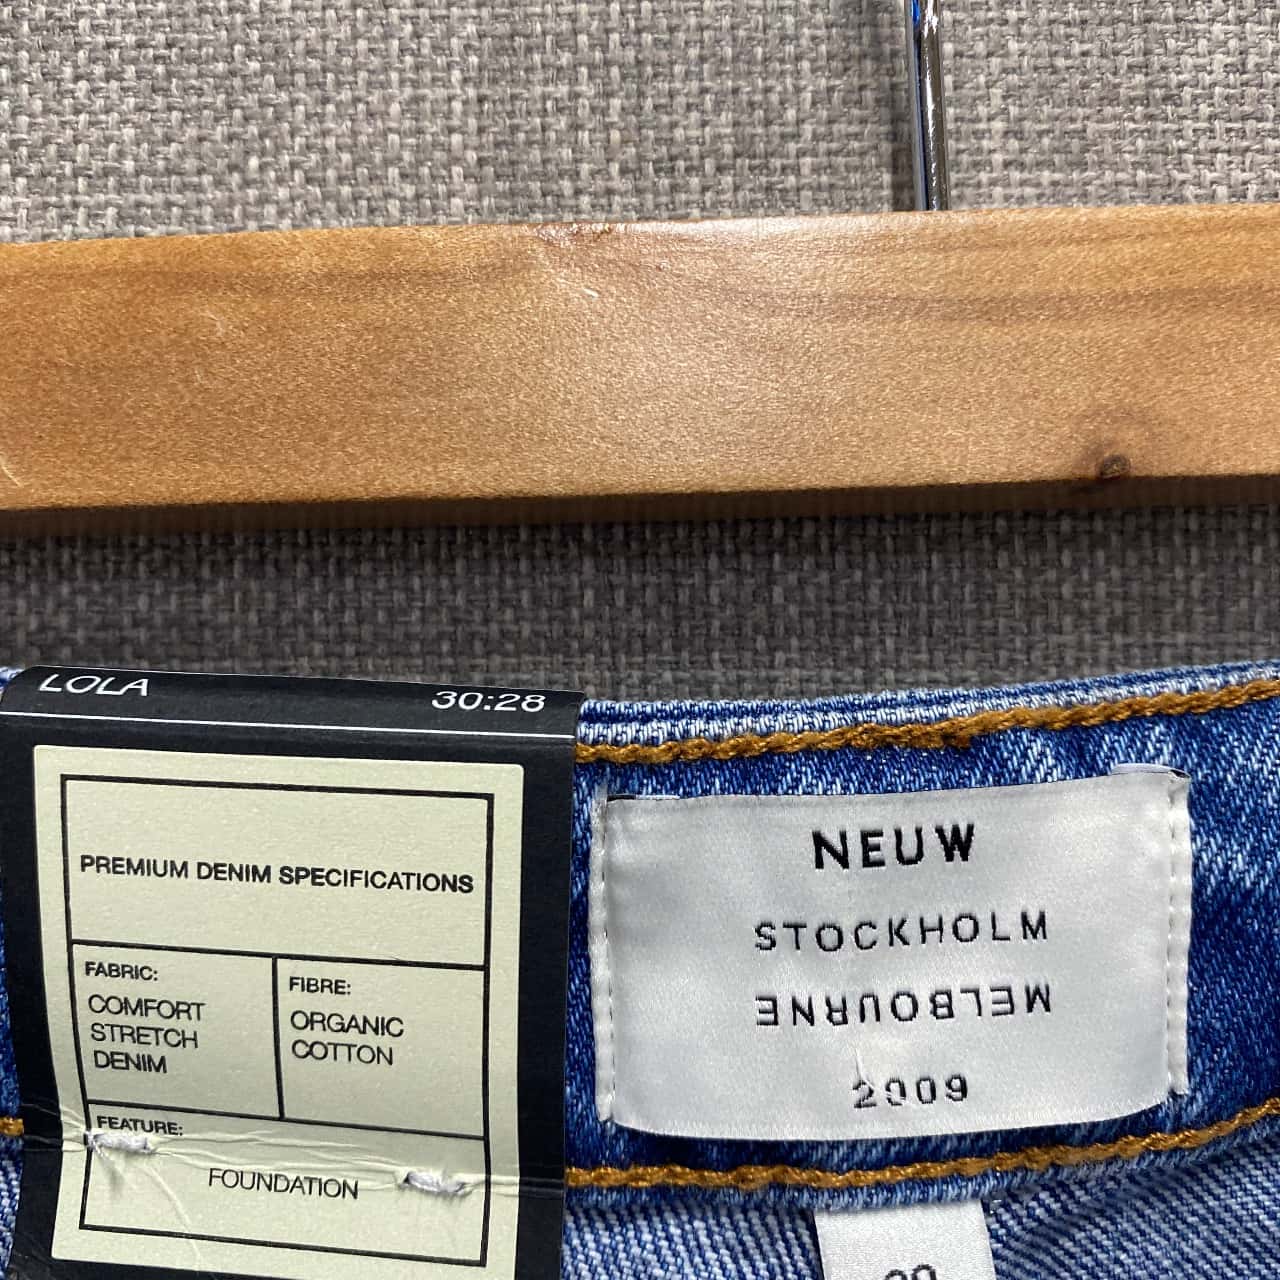 LOLA 30:28
PREMIUM DENIM SPECIFICATIONS
FABRIC:
COMFORT
STRETCH
DENIM
FIBRE:
ORGANIC
COTTON
FEATURE:
FOUNDATION
NEUW
STOCKHOLM
MELBOURNE
2009